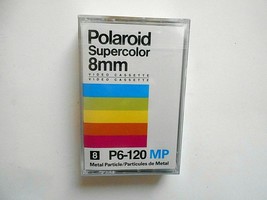 Polaroid
Supercolor
8mm
VIDEO CASSETTE
VIDEO CASSETTE
8 P6-120 MP
Metal Particle/Particules de Metal